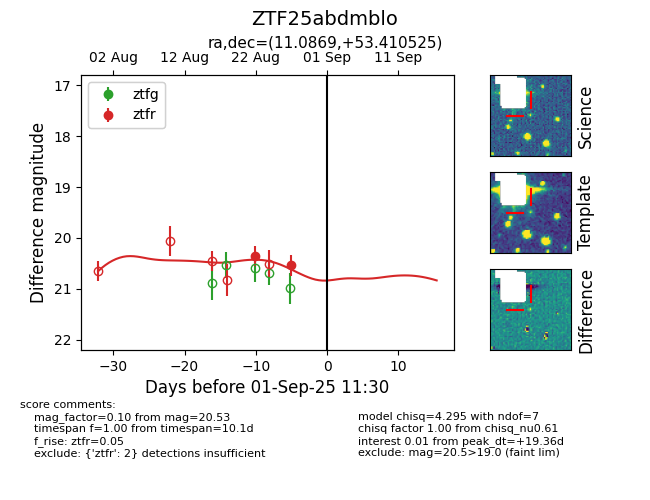 ZTF25abdmblo
ra,dec=(11.0869,+53.410525)
02 Aug 12 Aug 22 Aug 01 Sep 11 Sep
ztfg
ztfr
17
18
19
20
21
22
Difference magnitude
−30 −20 −10 0 10
Days before 01-Sep-25 11:30
Science
Template
Difference
score comments:
mag_factor=0.10 from mag=20.53
timespan f=1.00 from timespan=10.1d
f_rise: ztfr=0.05
exclude: {'ztfr': 2} detections insufficient
model chisq=4.295 with ndof=7
chisq factor 1.00 from chisq_nu0.61
interest 0.01 from peak_dt=+19.36d
exclude: mag=20.5>19.0 (faint lim)